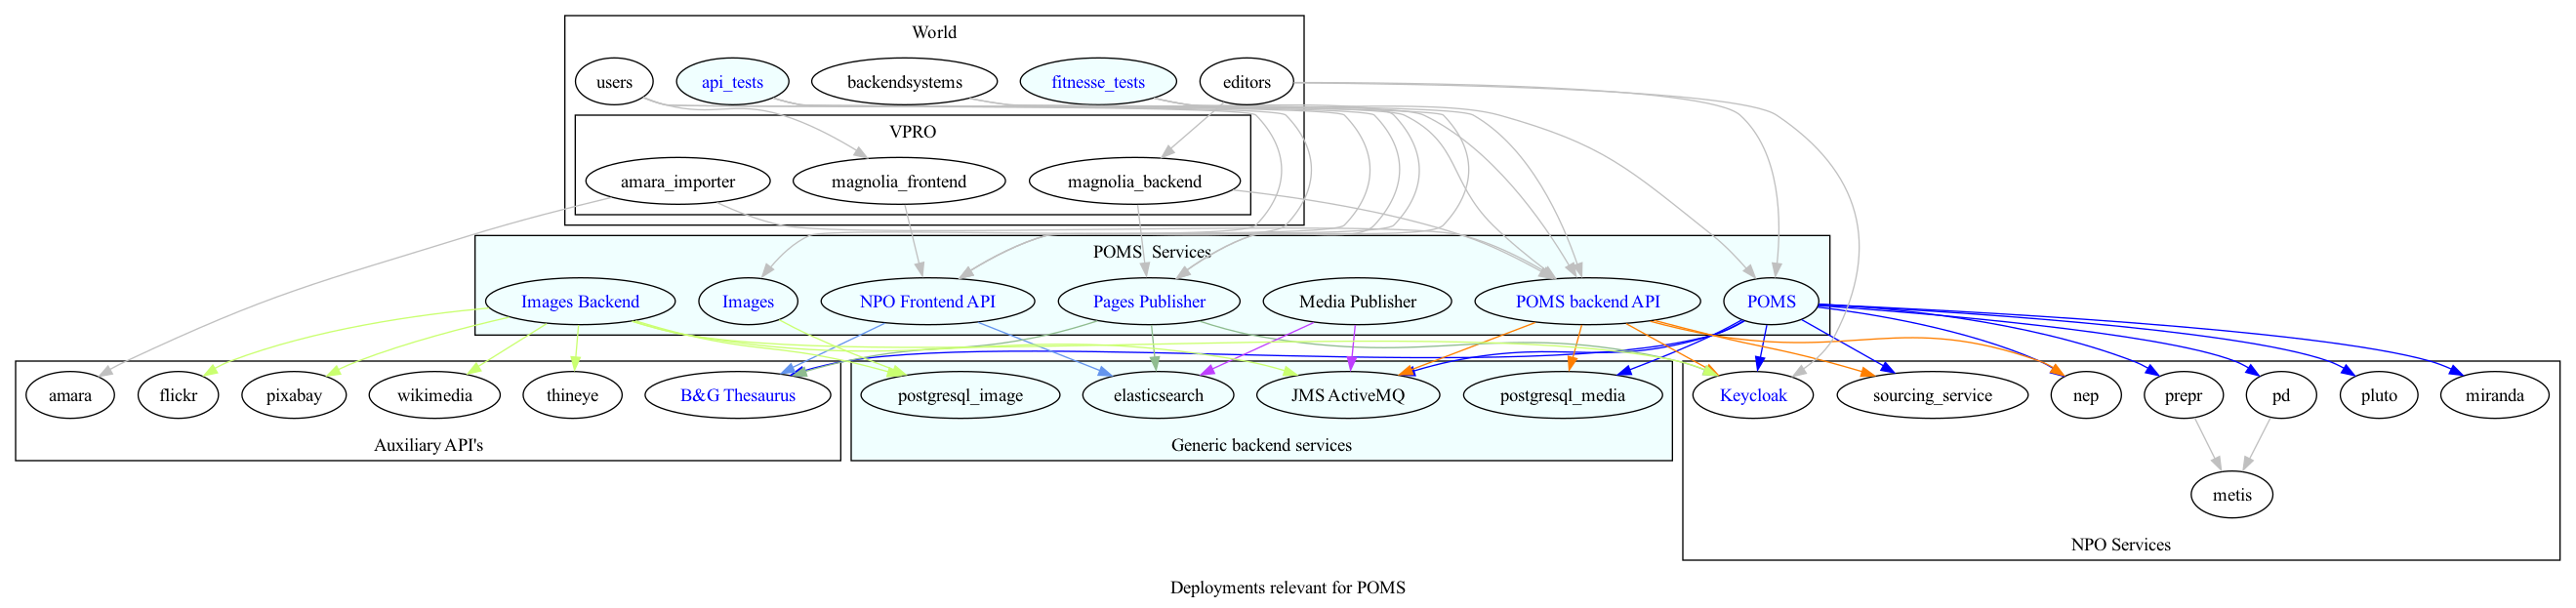 World
users
api_tests
backendsystems
fitnesse_tests
editors
VPRO
amara_importer
magnolia_frontend
magnolia_backend
POMS  Services
Images Backend
Images
NPO Frontend API
Pages Publisher
Media Publisher
POMS backend API
POMS
amara
flickr
pixabay
wikimedia
thineye
B&G Thesaurus
postgresql_image
elasticsearch
JMS ActiveMQ
postgresql_media
Keycloak
sourcing_service
nep
prepr
pd
pluto
miranda
Auxiliary API's
Generic backend services
metis
NPO Services
Deployments relevant for POMS